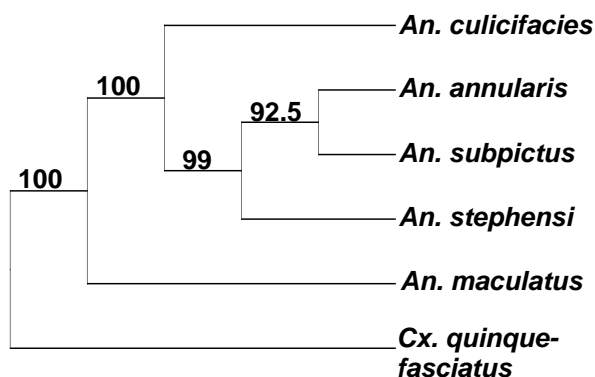 An. culicifacies
100
An. annularis
92.5
99
An. subpictus
100
An. stephensi
An. maculatus
Cx. quinque-
fasciatus